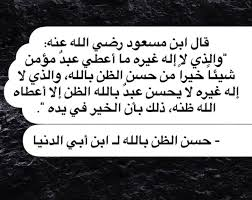 قال ابن مسعود رضي الله عنه:
"والذي لا إله غيره ما أعطي عبدٌ مؤمن
شيئاً خيراً من حسن الظن بالله، والذي لا
إله غيره لا يحسن عبدٌ بالله الظن إلا أعطاه
الله ظنه، ذلك بأن الخير في يده ".
- حسن الظن بالله لـ ابن أبي الدنيا